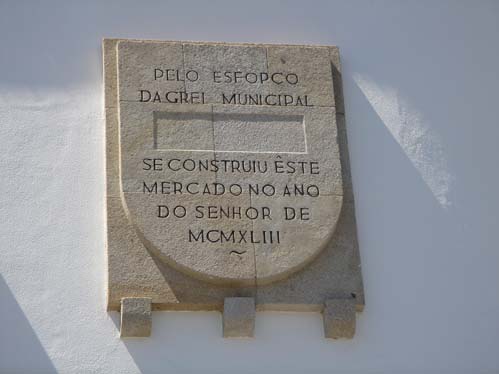 PELO ESFORÇO
DA GREI MUNICIPAL
SE CONSTRUIU ÊSTE
MERCADO NO ANO
DO SENHOR DE
MCMXLIII
~